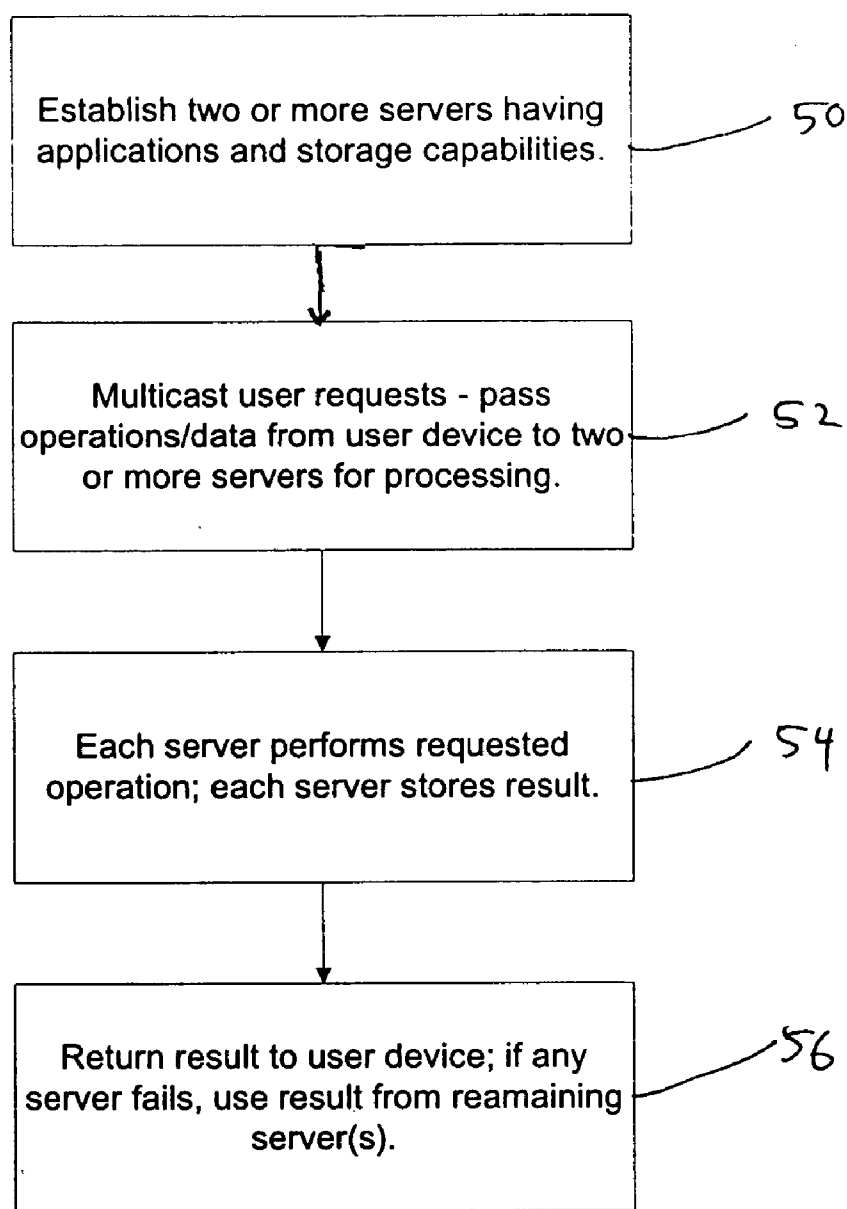 Establish two or more servers having
applications and storage capabilities.
50
Multicast user requests - pass
operations/data from user device to two
or more servers for processing.
52
Each server performs requested
operation; each server stores result.
54
Return result to user device; if any
server fails, use result from reamaining
server(s).
56